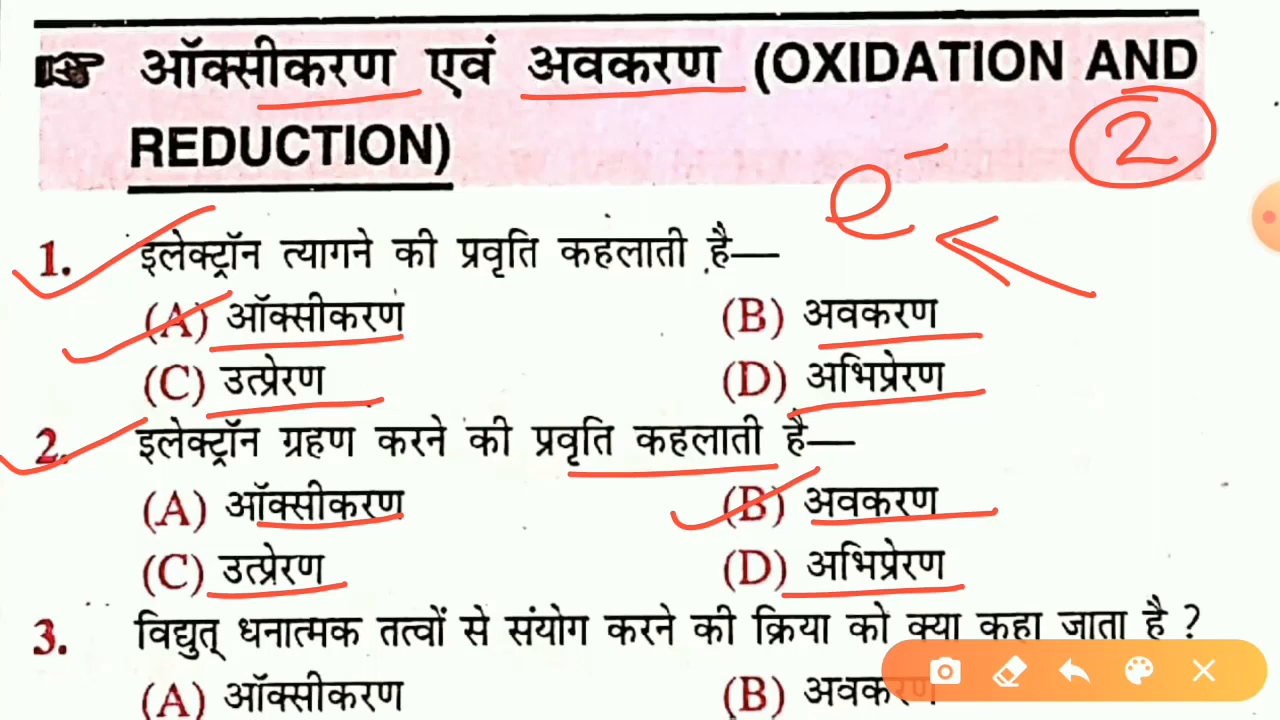 ऑक्सीकरण एवं अवकरण (OXIDATION AND
REDUCTION)
2
e⁻
1. इलेक्ट्रॉन त्यागने की प्रवृति कहलाती है—
(A) ऑक्सीकरण (B) अवकरण
(C) उत्प्रेरण (D) अभिप्रेरण
2. इलेक्ट्रॉन ग्रहण करने की प्रवृति कहलाती है—
(A) ऑक्सीकरण (B) अवकरण
(C) उत्प्रेरण (D) अभिप्रेरण
3. विद्युत् धनात्मक तत्वों से संयोग करने की क्रिया को क्या कहा जाता है ?
(A) ऑक्सीकरण (B) अवकरण